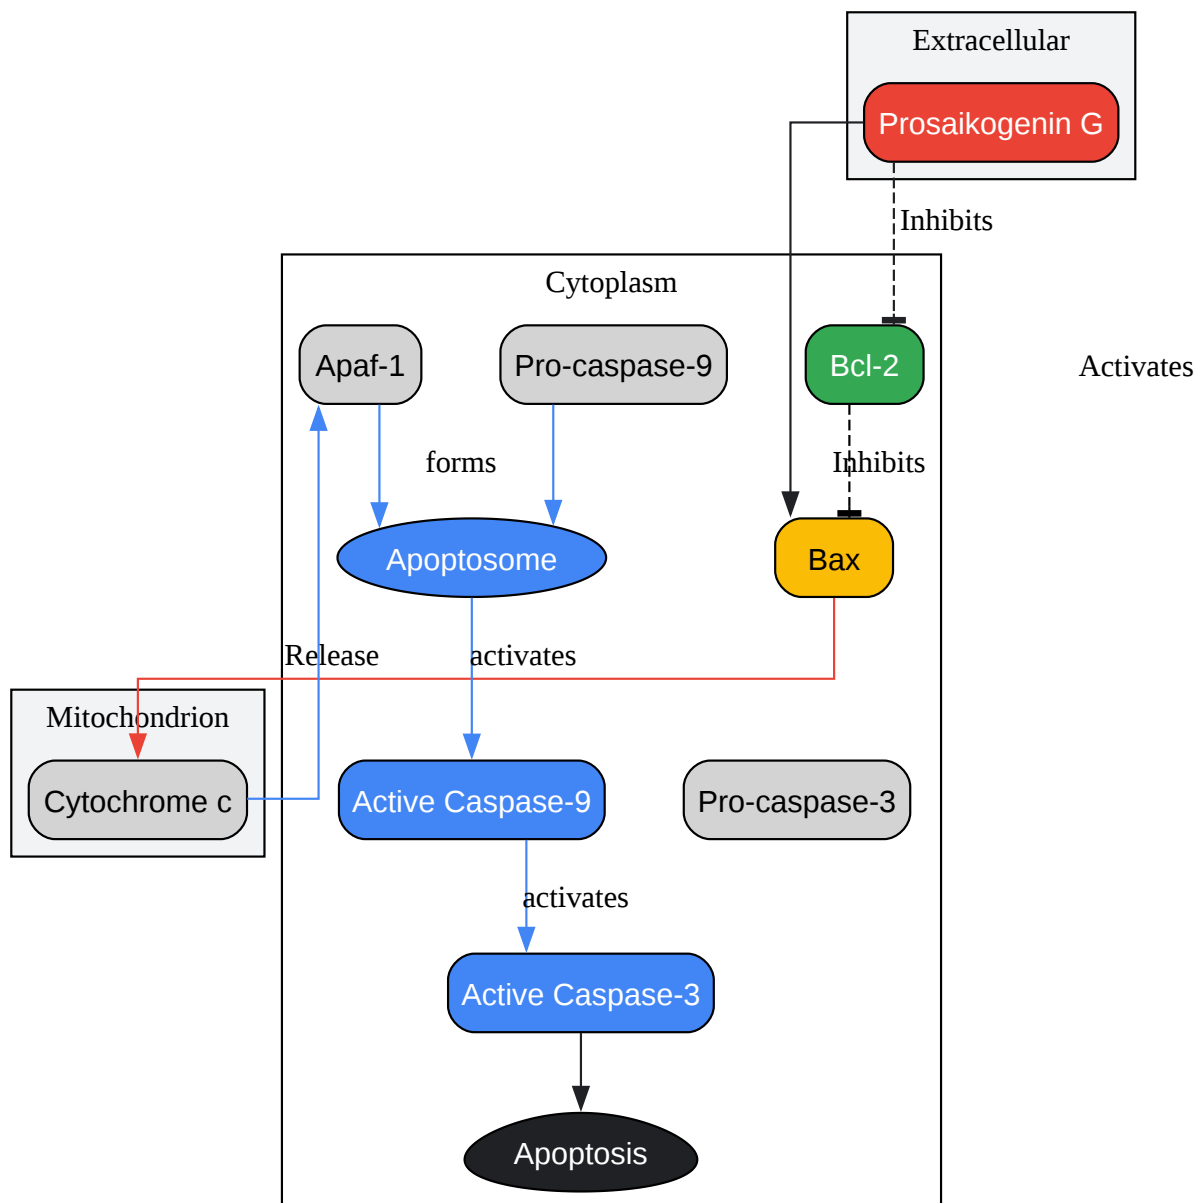 Extracellular
Prosaikogenin G
Inhibits
Cytoplasm
Apaf-1
Pro-caspase-9
Bcl-2
Activates
forms
Inhibits
Apoptosome
Bax
Release
activates
Mitochondrion
Cytochrome c
Active Caspase-9
Pro-caspase-3
activates
Active Caspase-3
Apoptosis